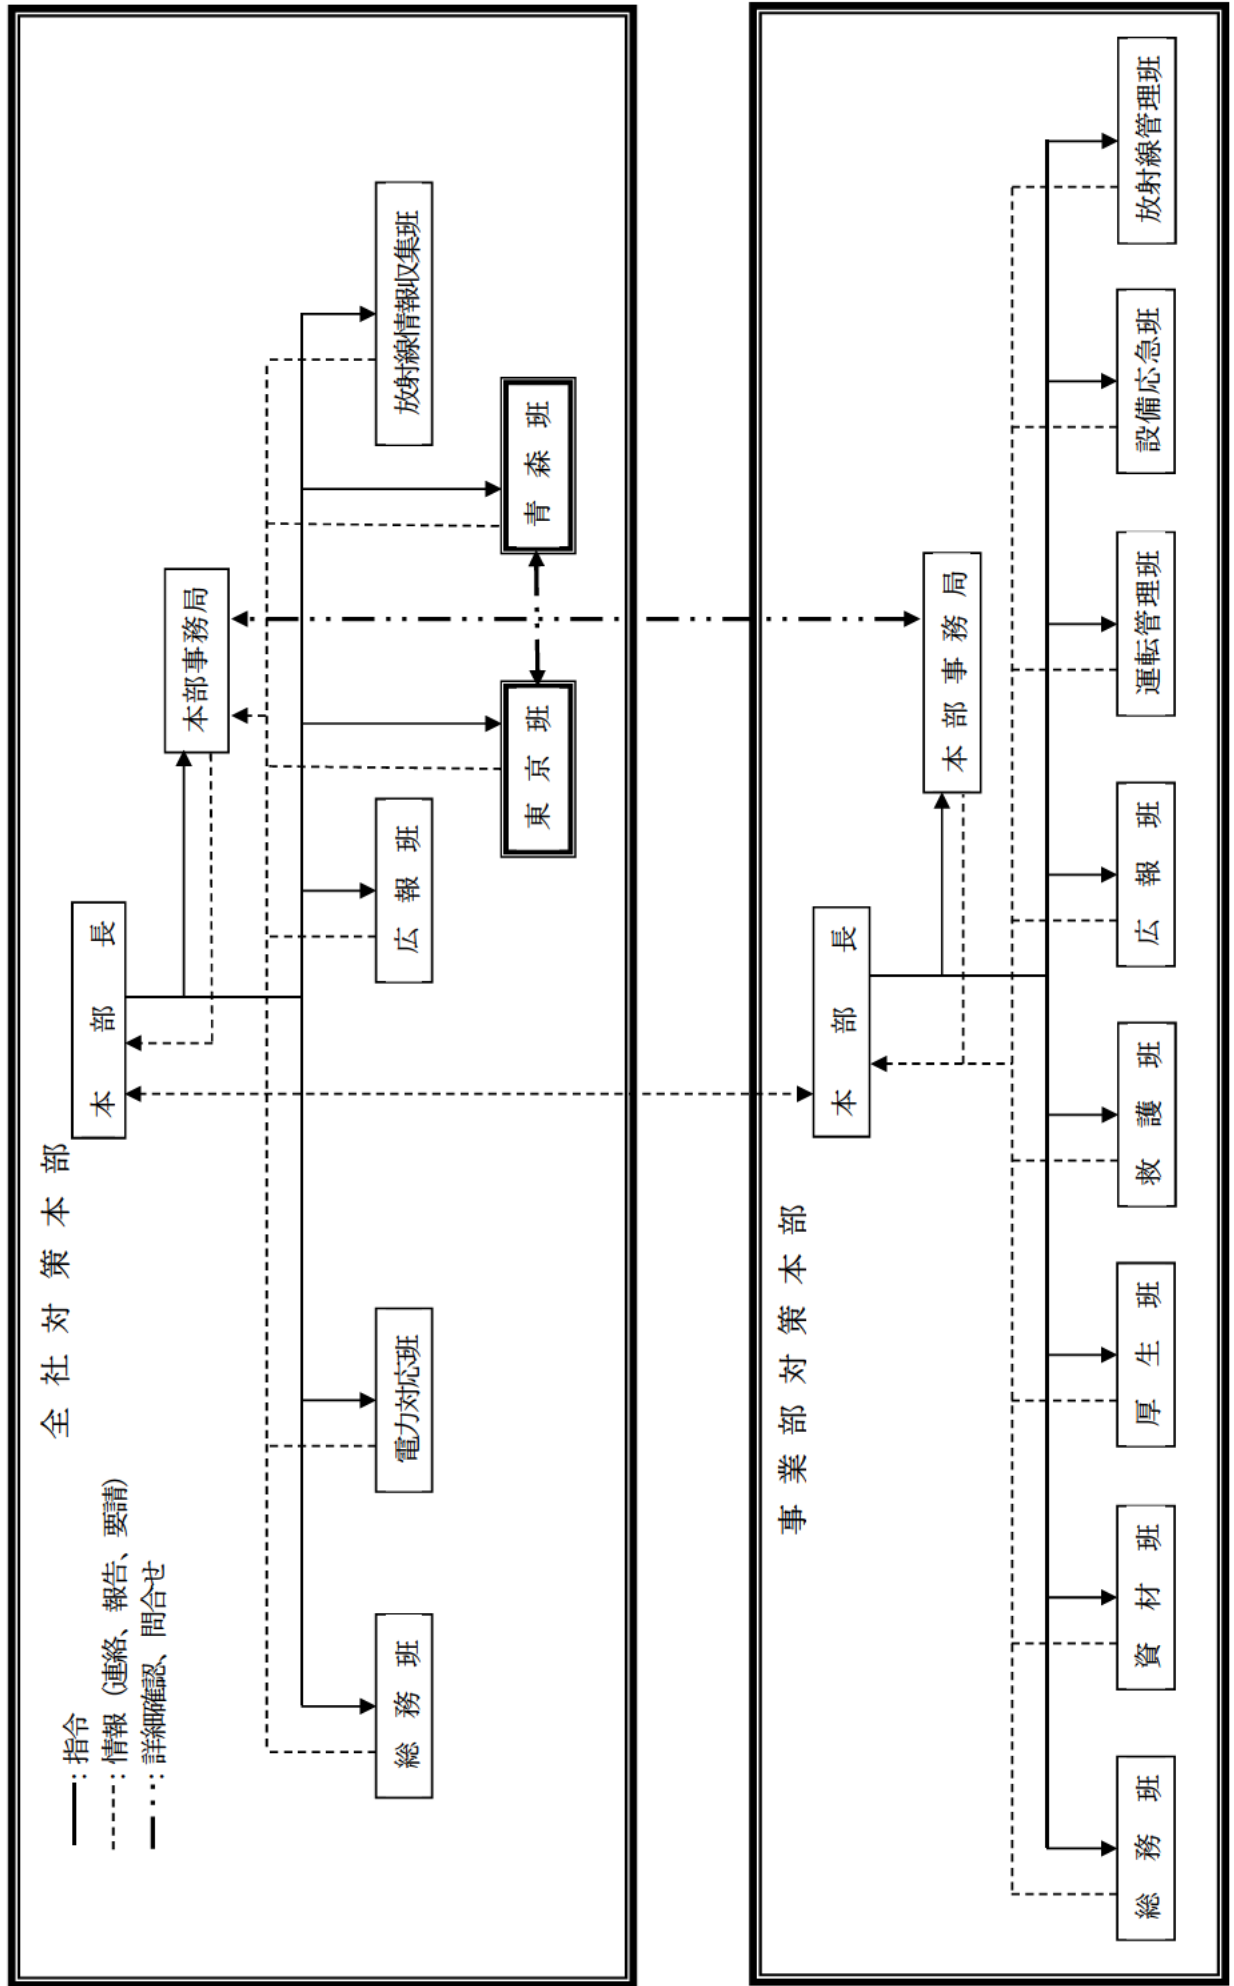 ━━━：指令
-----：情報（連絡、報告、要請）
━・・━：詳細確認、問合せ
全社対策本部
本部長
本部事務局
総務班
電力対応班
広報班
東京班
青森班
放射線情報収集班
事業部対策本部
本部長
本部事務局
総務班
資材班
厚生班
救護班
広報班
運転管理班
設備応急班
放射線管理班